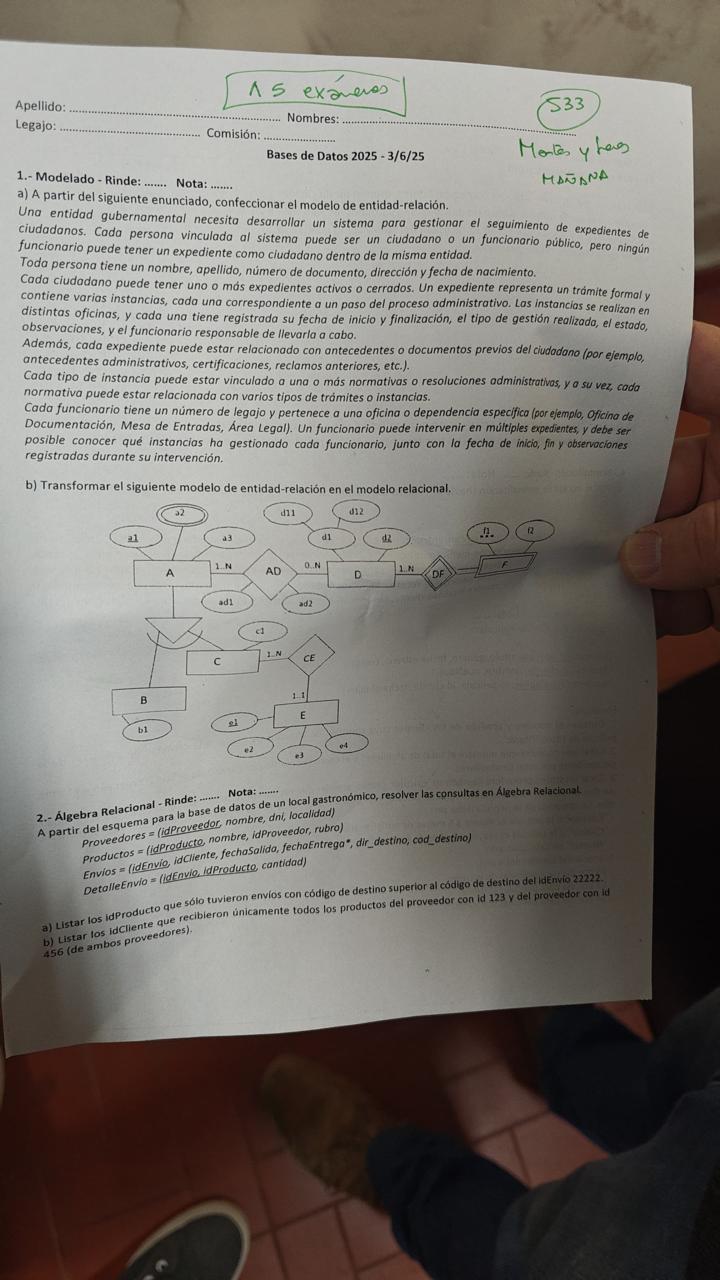 15 exámenes
533
Martes y Jueves
MAÑANA
Apellido: ........................................................ Nombres: ........................................................
Legajo: ................................... Comisión: ..................
Bases de Datos 2025 - 3/6/25
1.- Modelado - Rinde: ....... Nota: .......
a) A partir del siguiente enunciado, confeccionar el modelo de entidad-relación.
Una entidad gubernamental necesita desarrollar un sistema para gestionar el seguimiento de expedientes de
ciudadanos. Cada persona vinculada al sistema puede ser un ciudadano o un funcionario público, pero ningún
funcionario puede tener un expediente como ciudadano dentro de la misma entidad.
Toda persona tiene un nombre, apellido, número de documento, dirección y fecha de nacimiento.
Cada ciudadano puede tener uno o más expedientes activos o cerrados. Un expediente representa un trámite formal y
contiene varias instancias, cada una correspondiente a un paso del proceso administrativo. Las instancias se realizan en
distintas oficinas, y cada una tiene registrada su fecha de inicio y finalización, el tipo de gestión realizada, el estado,
observaciones, y el funcionario responsable de llevarla a cabo.
Además, cada expediente puede estar relacionado con antecedentes o documentos previos del ciudadano (por ejemplo,
antecedentes administrativos, certificaciones, reclamos anteriores, etc.).
Cada tipo de instancia puede estar vinculado a una o más normativas o resoluciones administrativas, y a su vez, cada
normativa puede estar relacionada con varios tipos de trámites o instancias.
Cada funcionario tiene un número de legajo y pertenece a una oficina o dependencia específica (por ejemplo, Oficina de
Documentación, Mesa de Entradas, Área Legal). Un funcionario puede intervenir en múltiples expedientes, y debe ser
posible conocer qué instancias ha gestionado cada funcionario, junto con la fecha de inicio, fin y observaciones
registradas durante su intervención.
b) Transformar el siguiente modelo de entidad-relación en el modelo relacional.
a2 d11 d12
a1 a3 d1 d2 f1 f2
A 1..N AD 0..N D 1..N DF F
ad1 ad2
c1
C 1..N CE
B 1..1
b1 e1 E
e2 e3 e4
2.- Álgebra Relacional - Rinde: ....... Nota: .......
A partir del esquema para la base de datos de un local gastronómico, resolver las consultas en Álgebra Relacional.
Proveedores = (idProveedor, nombre, dni, localidad)
Productos = (idProducto, nombre, idProveedor, rubro)
Envíos = (idEnvío, idCliente, fechaSalida, fechaEntrega*, dir_destino, cod_destino)
DetalleEnvío = (idEnvío, idProducto, cantidad)
a) Listar los idProducto que sólo tuvieron envíos con código de destino superior al código de destino del idEnvío 22222.
b) Listar los idCliente que recibieron únicamente todos los productos del proveedor con id 123 y del proveedor con id
456 (de ambos proveedores).